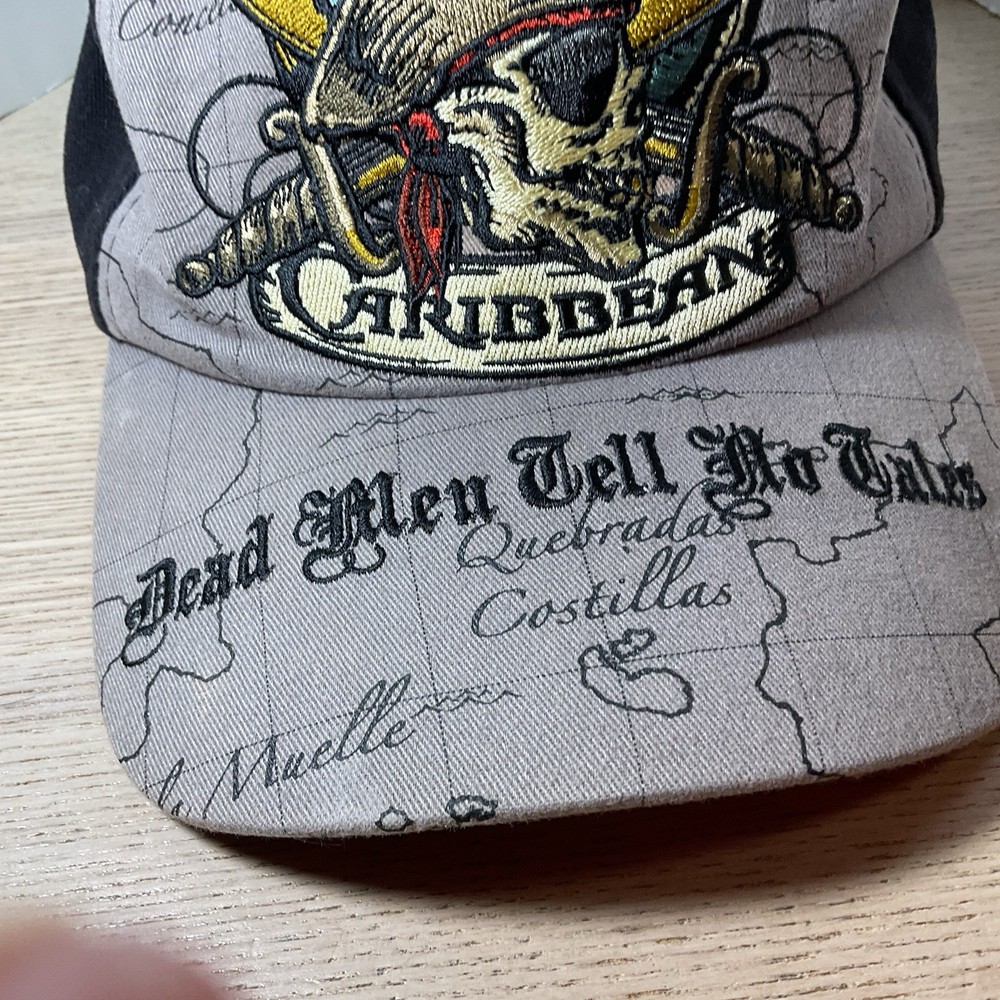 CARIBBEAN
Dead Men Tell No Tales
Quebradas
Costillas
Muelle